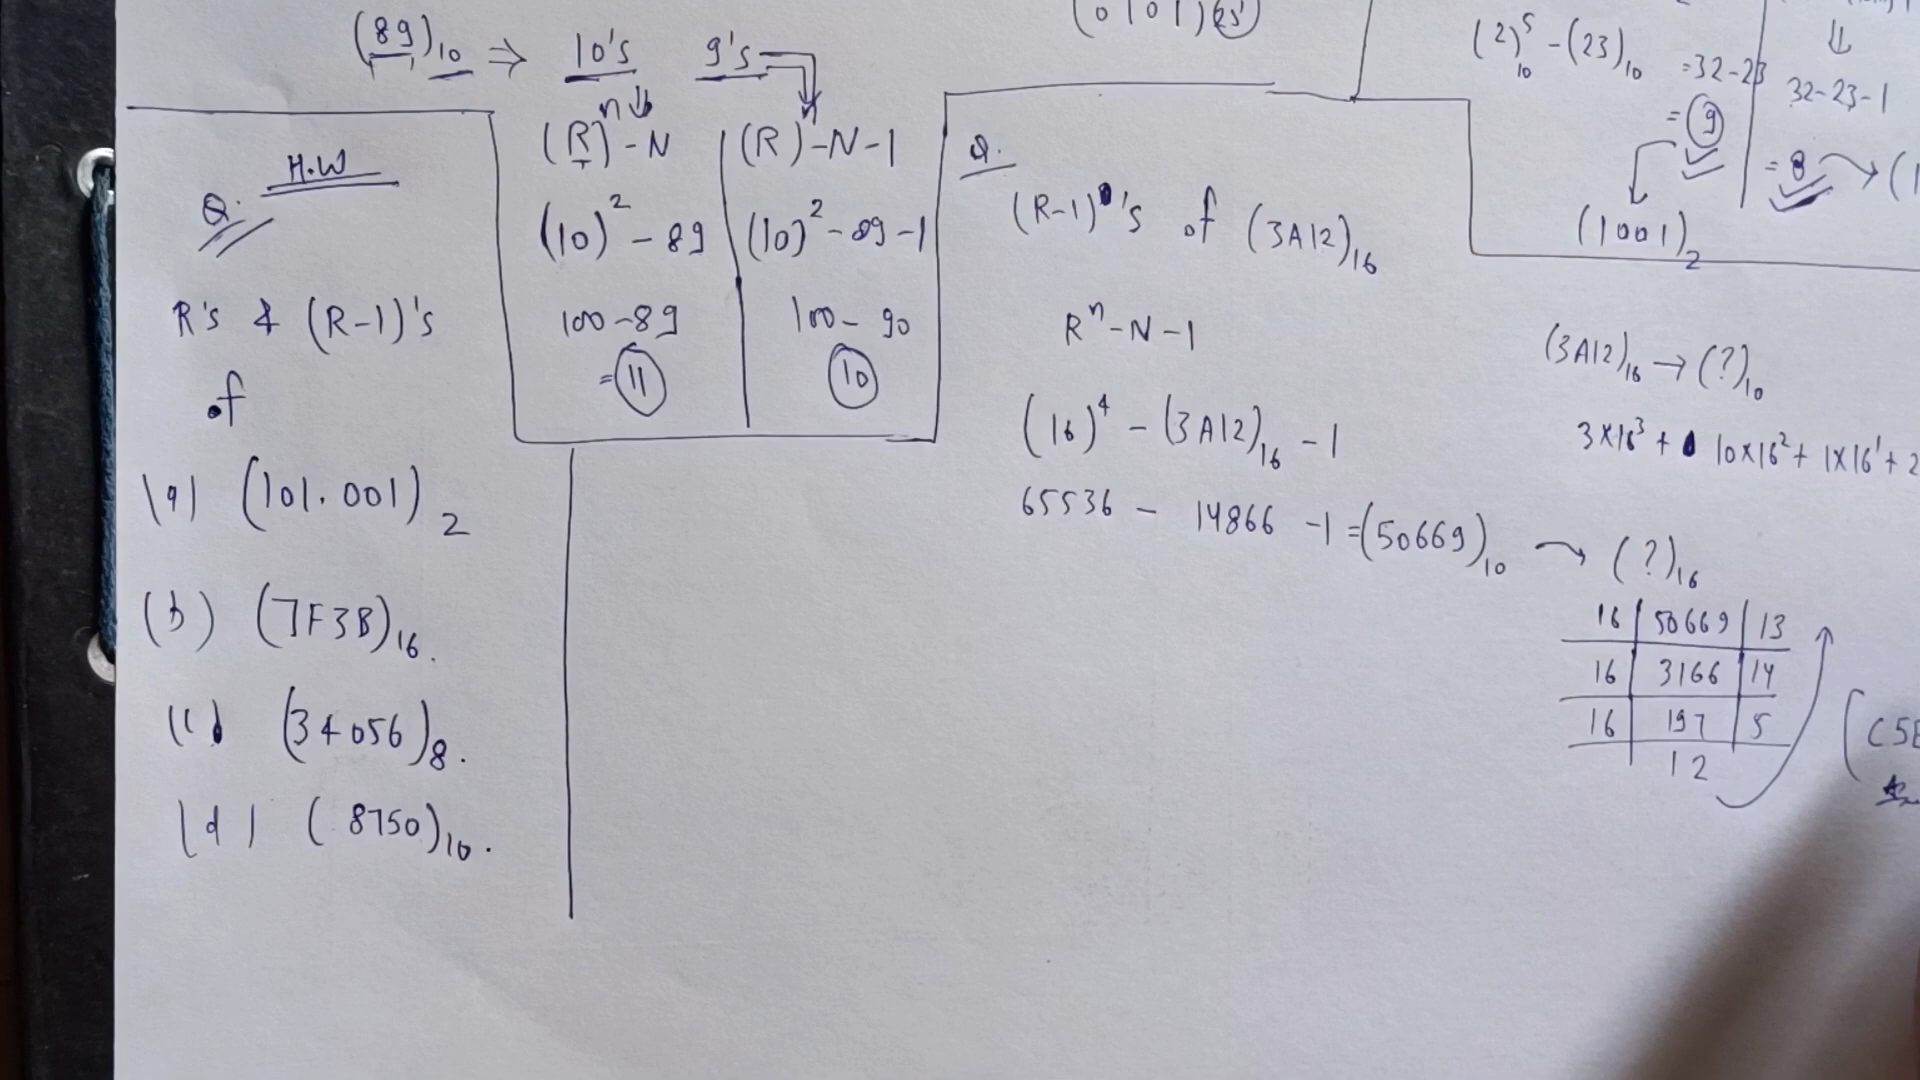 (89)₁₀ ⇒ 10's 9's
(R)ⁿ - N
(R)ⁿ - N - 1
(10)² - 89
(10)² - 89 - 1
100 - 89
100 - 90
= 11
10
H.W
Q.
R's & (R-1)'s
of
(a) (101.001)₂
(b) (7F3B)₁₆.
(c) (34056)₈.
(d) (8750)₁₀.
Q.
(R-1)'s of (3A12)₁₆
Rⁿ - N - 1
(16)⁴ - (3A12)₁₆ - 1
65536 - 14866 - 1 = (50669)₁₀ → (?)₁₆
(2)⁵₁₀ - (23)₁₀
= 32-23
= 9
(1001)₂
⇓
32-23-1
= 8 → (1
(3A12)₁₆ → (?)₁₀
3×16³ + 10×16² + 1×16¹ + 2
16 | 50669 | 13
16 | 3166 | 14
16 | 197 | 5
12
(C5E